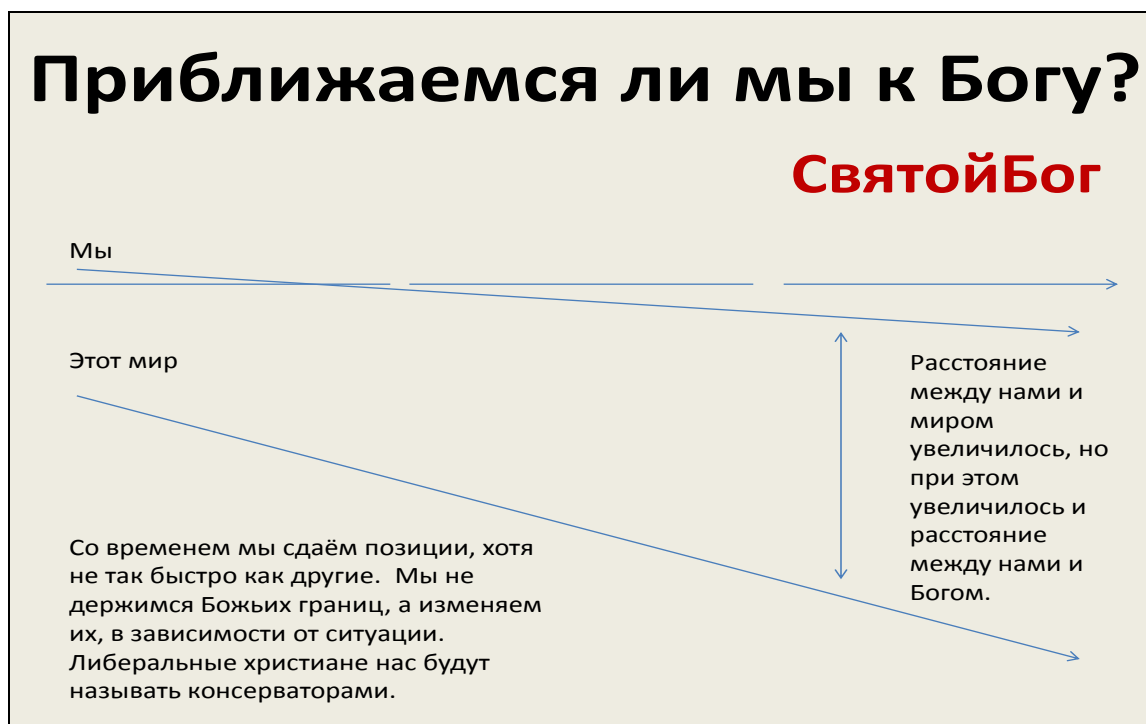 Приближаемся ли мы к Богу?
СвятойБог
Мы
Этот мир
Расстояние
между нами и
миром
увеличилось, но
при этом
увеличилось и
расстояние
между нами и
Богом.
Со временем мы сдаём позиции, хотя
не так быстро как другие.  Мы не
держимся Божьих границ, а изменяем
их, в зависимости от ситуации.
Либеральные христиане нас будут
называть консерваторами.